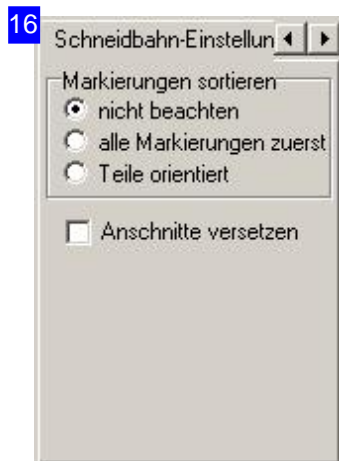 16
Schneidbahn-Einstellun
Markierungen sortieren
nicht beachten
alle Markierungen zuerst
Teile orientiert
Anschnitte versetzen